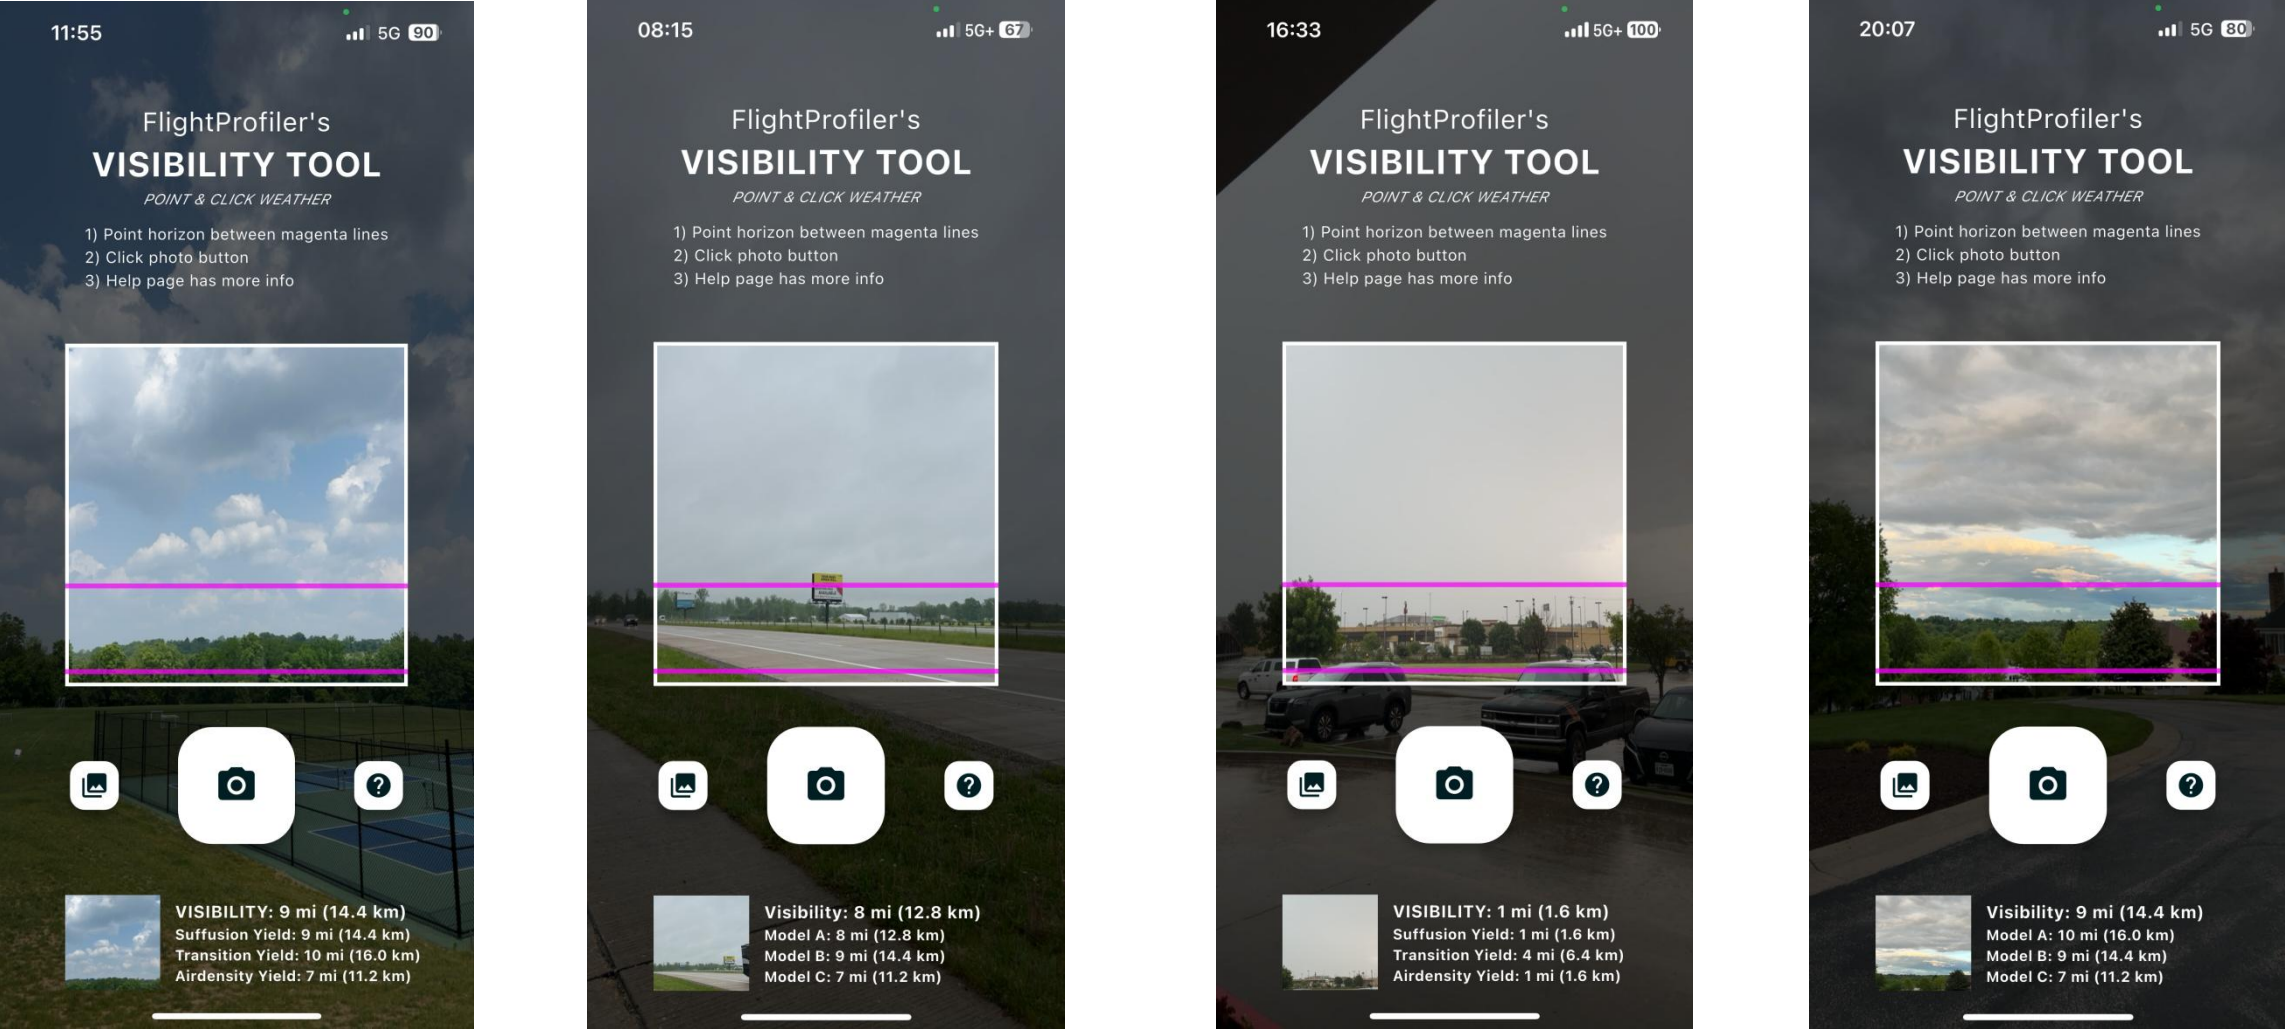 11:55
5G 90
FlightProfiler's
VISIBILITY TOOL
POINT & CLICK WEATHER
1) Point horizon between magenta lines
2) Click photo button
3) Help page has more info
VISIBILITY: 9 mi (14.4 km)
Suffusion Yield: 9 mi (14.4 km)
Transition Yield: 10 mi (16.0 km)
Airdensity Yield: 7 mi (11.2 km)
08:15
5G+ 67
FlightProfiler's
VISIBILITY TOOL
POINT & CLICK WEATHER
1) Point horizon between magenta lines
2) Click photo button
3) Help page has more info
Visibility: 8 mi (12.8 km)
Model A: 8 mi (12.8 km)
Model B: 9 mi (14.4 km)
Model C: 7 mi (11.2 km)
16:33
5G+ 100
FlightProfiler's
VISIBILITY TOOL
POINT & CLICK WEATHER
1) Point horizon between magenta lines
2) Click photo button
3) Help page has more info
VISIBILITY: 1 mi (1.6 km)
Suffusion Yield: 1 mi (1.6 km)
Transition Yield: 4 mi (6.4 km)
Airdensity Yield: 1 mi (1.6 km)
20:07
5G 80
FlightProfiler's
VISIBILITY TOOL
POINT & CLICK WEATHER
1) Point horizon between magenta lines
2) Click photo button
3) Help page has more info
Visibility: 9 mi (14.4 km)
Model A: 10 mi (16.0 km)
Model B: 9 mi (14.4 km)
Model C: 7 mi (11.2 km)